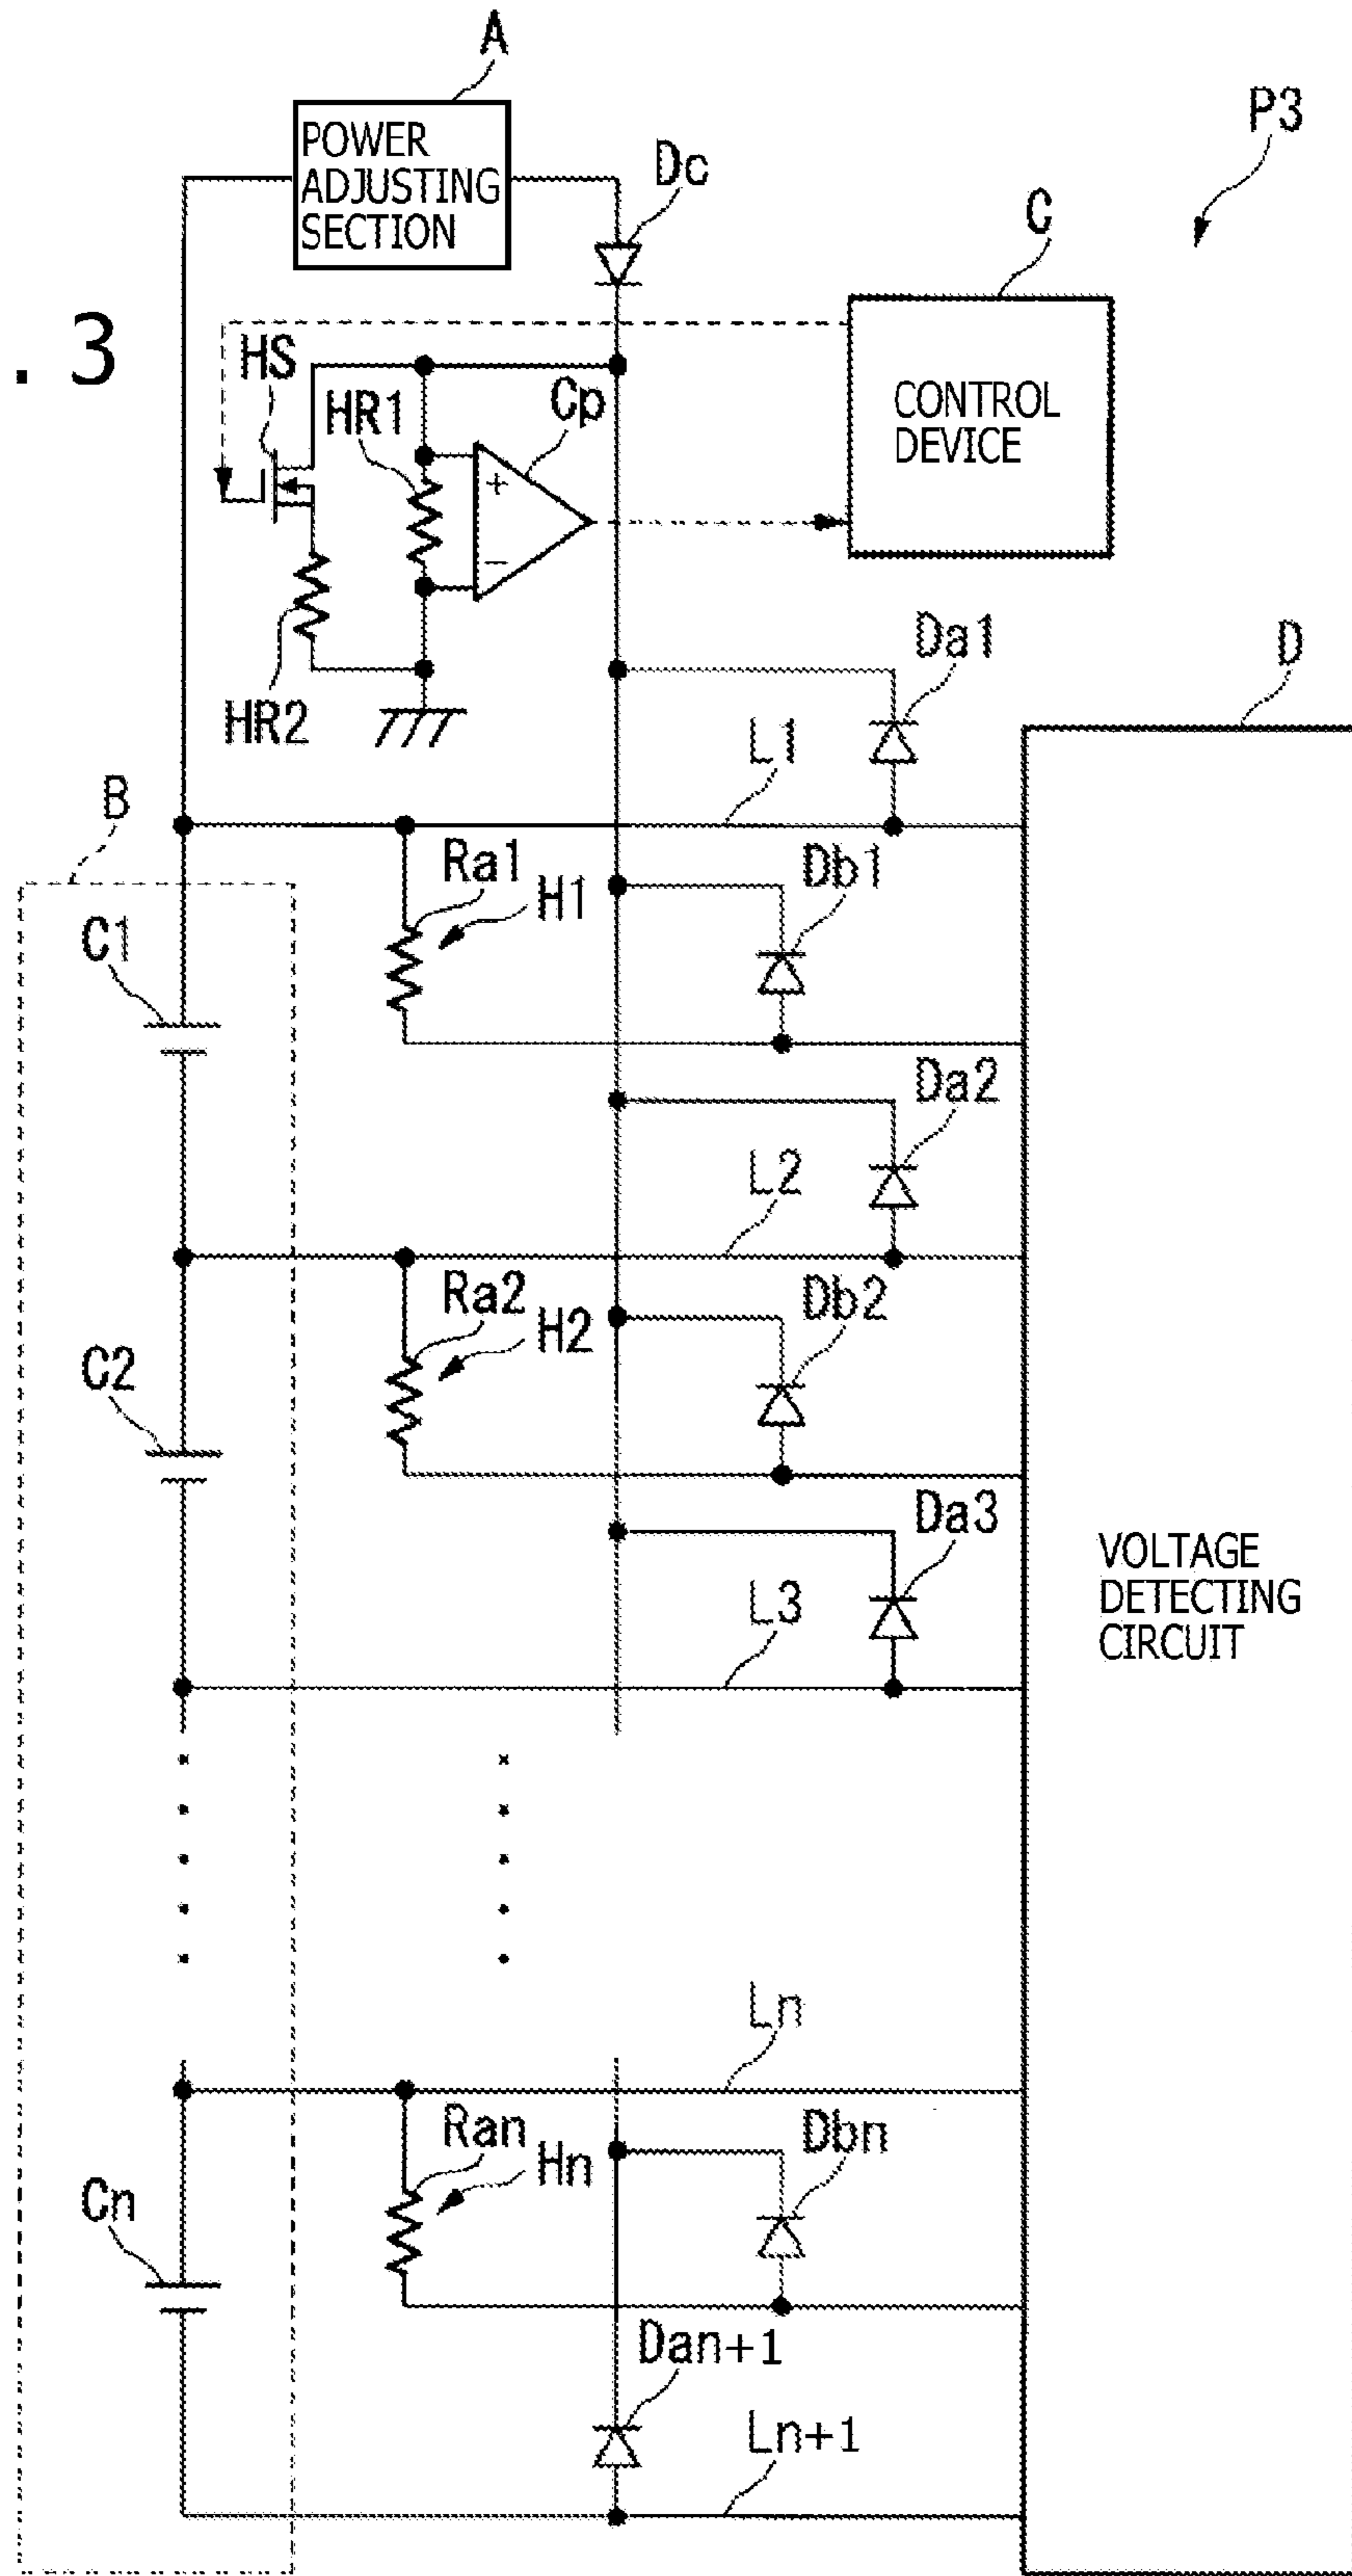 A
P3
POWER
ADJUSTING
SECTION
Dc
C
. 3
HS
HR1
Cp
CONTROL
DEVICE
Da1
D
HR2
L1
B
Ra1
H1
Db1
C1
Da2
L2
Ra2
H2
Db2
C2
Da3
L3
VOLTAGE
DETECTING
CIRCUIT
Ln
Ran
Hn
Dbn
Cn
Dan+1
Ln+1
+
−